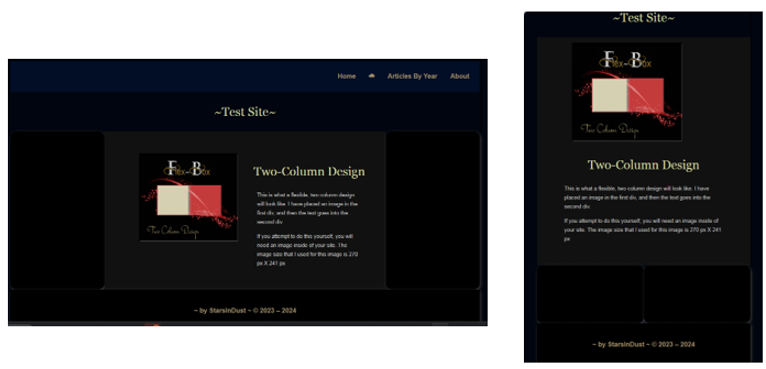 Home Articles By Year About
~Test Site~
Flex~Box
Two Column Design
Two-Column Design
This is what a flexible, two column design
will look like. I have placed an image in the
first div, and then the text goes into the
second div
If you attempt to do this yourself, you will
need an image inside of your site. The
image size that I used for this image is 270
px X 241 px
~ by StarsInDust ~ © 2023 – 2024
~Test Site~
Flex~Box
Two Column Design
Two-Column Design
This is what a flexible, two column design will look like. I have
placed an image in the first div, and then the text goes into the
second div
If you attempt to do this yourself, you will need an image inside of
your site. The image size that I used for this image is 270 px X 241
px
~ by StarsInDust ~ © 2023 – 2024